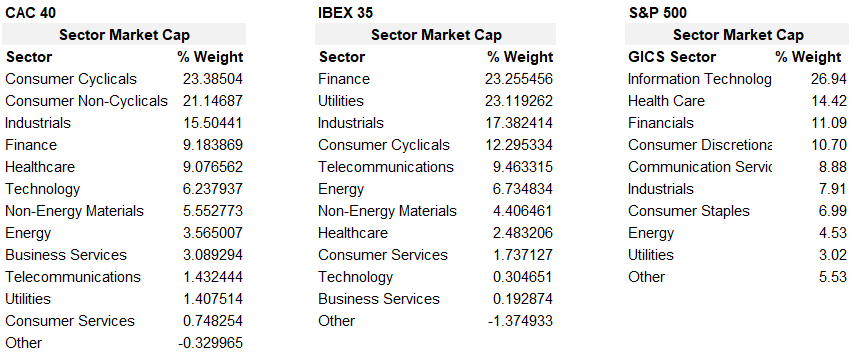 CAC 40
Sector Market Cap
Sector % Weight
Consumer Cyclicals 23.38504
Consumer Non-Cyclicals 21.14687
Industrials 15.50441
Finance 9.183869
Healthcare 9.076562
Technology 6.237937
Non-Energy Materials 5.552773
Energy 3.565007
Business Services 3.089294
Telecommunications 1.432444
Utilities 1.407514
Consumer Services 0.748254
Other -0.329965
IBEX 35
Sector Market Cap
Sector % Weight
Finance 23.255456
Utilities 23.119262
Industrials 17.382414
Consumer Cyclicals 12.295334
Telecommunications 9.463315
Energy 6.734834
Non-Energy Materials 4.406461
Healthcare 2.483206
Consumer Services 1.737127
Technology 0.304651
Business Services 0.192874
Other -1.374933
S&P 500
Sector Market Cap
GICS Sector % Weight
Information Technolog 26.94
Health Care 14.42
Financials 11.09
Consumer Discretiona 10.70
Communication Servic 8.88
Industrials 7.91
Consumer Staples 6.99
Energy 4.53
Utilities 3.02
Other 5.53